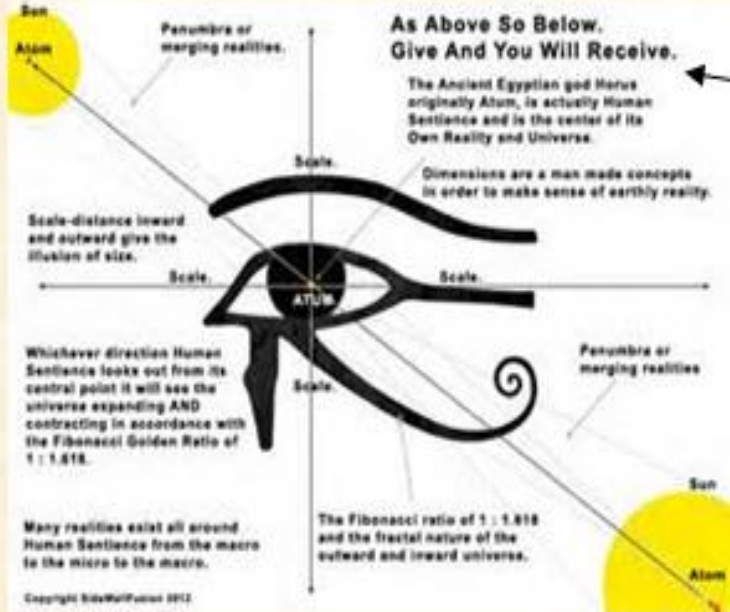 Sun
Atom
Penumbra or
merging realities.
As Above So Below.
Give And You Will Receive.
The Ancient Egyptian god Horus
originally Atum, is actually Human
Sentience and is the center of its
Own Reality and Universe.
Scale.
Dimensions are a man made concepts
in order to make sense of earthly reality.
Scale-distance inward
and outward give the
illusion of size.
Scale.
Scale.
ATUM
Whichever direction Human
Sentience looks out from its
central point it will see the
universe expanding AND
contracting in accordance with
the Fibonacci Golden Ratio of
1 : 1.618.
Scale.
Penumbra or
merging realities
Sun
Atom
The Fibonacci ratio of 1 : 1.618
and the fractal nature of the
outward and inward universe.
Many realities exist all around
Human Sentience from the macro
to the micro to the macro.
Copyright SideWallFusion 2012